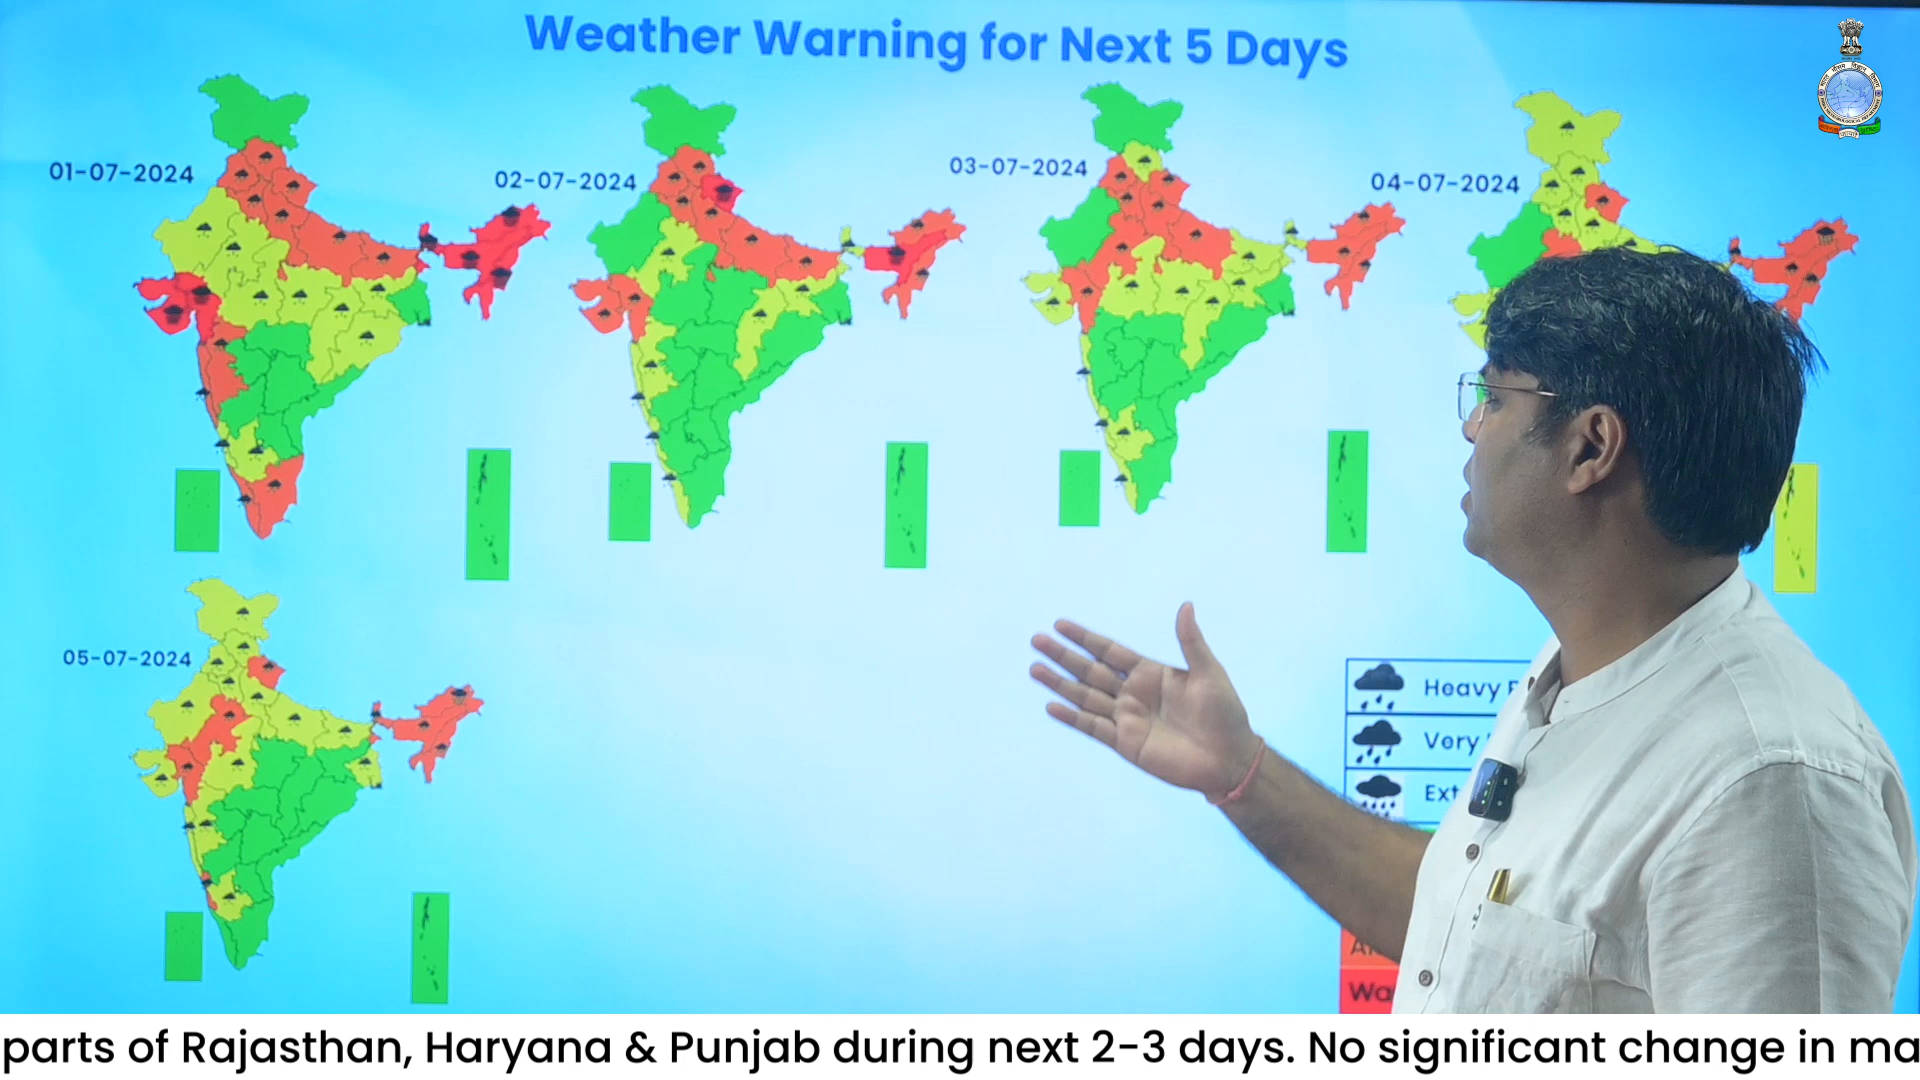 Weather Warning for Next 5 Days
01-07-2024
02-07-2024
03-07-2024
04-07-2024
05-07-2024
Heavy
Very
parts of Rajasthan, Haryana & Punjab during next 2-3 days. No significant change in ma